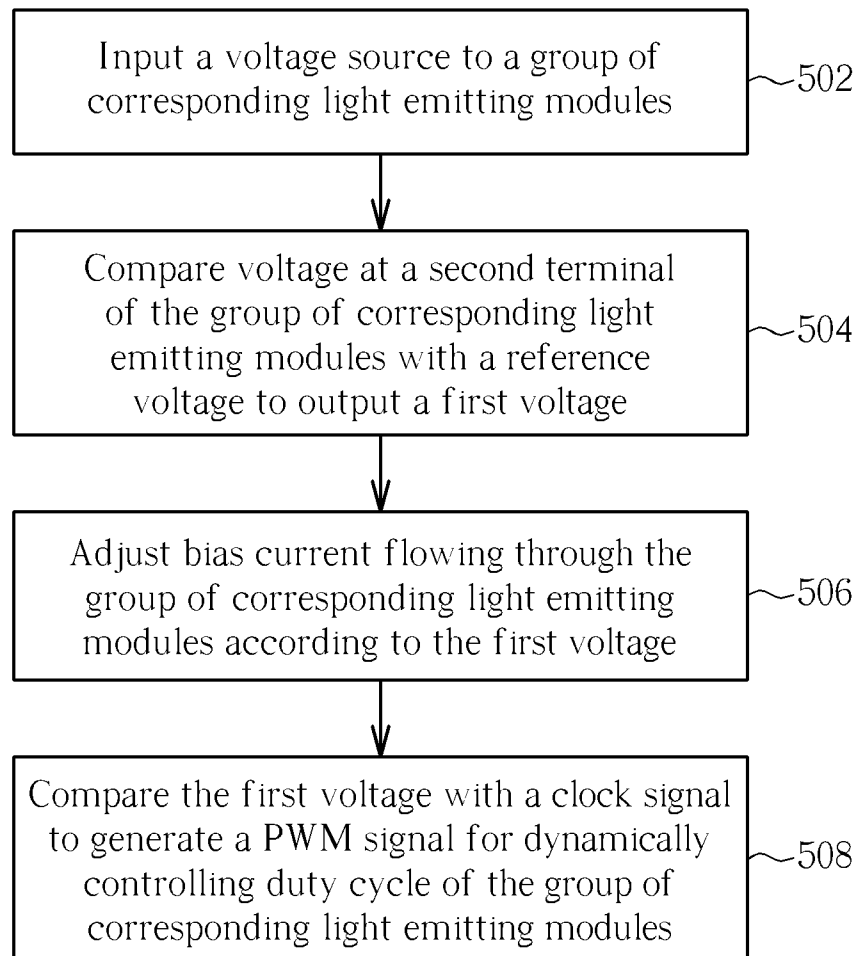 Input a voltage source to a group of
corresponding light emitting modules
502
Compare voltage at a second terminal
of the group of corresponding light
emitting modules with a reference
voltage to output a first voltage
504
Adjust bias current flowing through the
group of corresponding light emitting
modules according to the first voltage
506
Compare the first voltage with a clock signal
to generate a PWM signal for dynamically
controlling duty cycle of the group of
corresponding light emitting modules
508